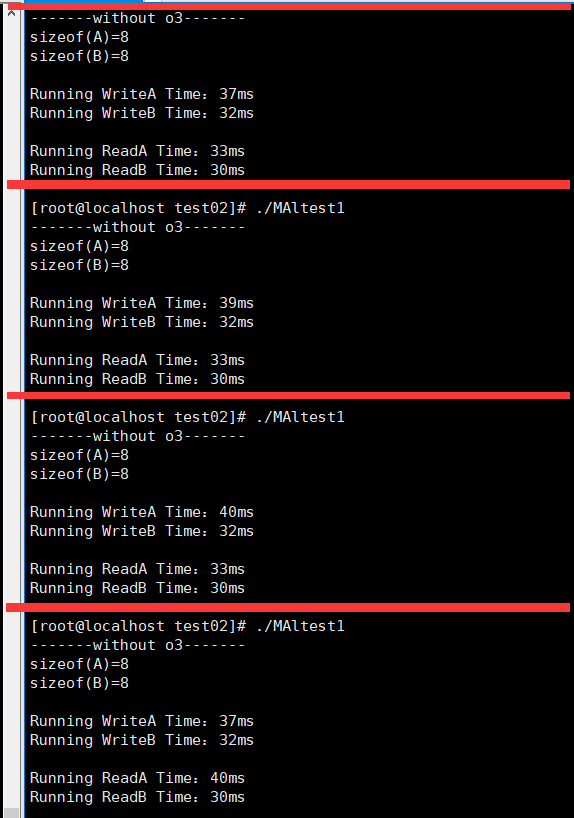 -------without o3-------
sizeof(A)=8
sizeof(B)=8
Running WriteA Time：37ms
Running WriteB Time：32ms
Running ReadA Time：33ms
Running ReadB Time：30ms
[root@localhost test02]# ./MAltest1
-------without o3-------
sizeof(A)=8
sizeof(B)=8
Running WriteA Time：39ms
Running WriteB Time：32ms
Running ReadA Time：33ms
Running ReadB Time：30ms
[root@localhost test02]# ./MAltest1
-------without o3-------
sizeof(A)=8
sizeof(B)=8
Running WriteA Time：40ms
Running WriteB Time：32ms
Running ReadA Time：33ms
Running ReadB Time：30ms
[root@localhost test02]# ./MAltest1
-------without o3-------
sizeof(A)=8
sizeof(B)=8
Running WriteA Time：37ms
Running WriteB Time：32ms
Running ReadA Time：40ms
Running ReadB Time：30ms